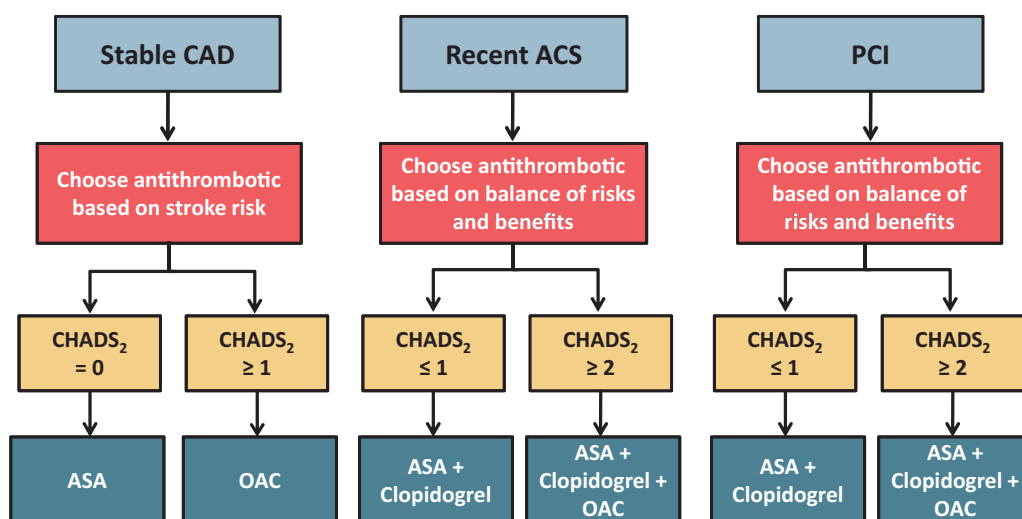 Stable CAD
Recent ACS
PCI
Choose antithrombotic
based on stroke risk
Choose antithrombotic
based on balance of risks
and benefits
Choose antithrombotic
based on balance of
risks and benefits
CHADS₂
= 0
CHADS₂
≥ 1
CHADS₂
≤ 1
CHADS₂
≥ 2
CHADS₂
≤ 1
CHADS₂
≥ 2
ASA
OAC
ASA +
Clopidogrel
ASA +
Clopidogrel +
OAC
ASA +
Clopidogrel
ASA +
Clopidogrel +
OAC